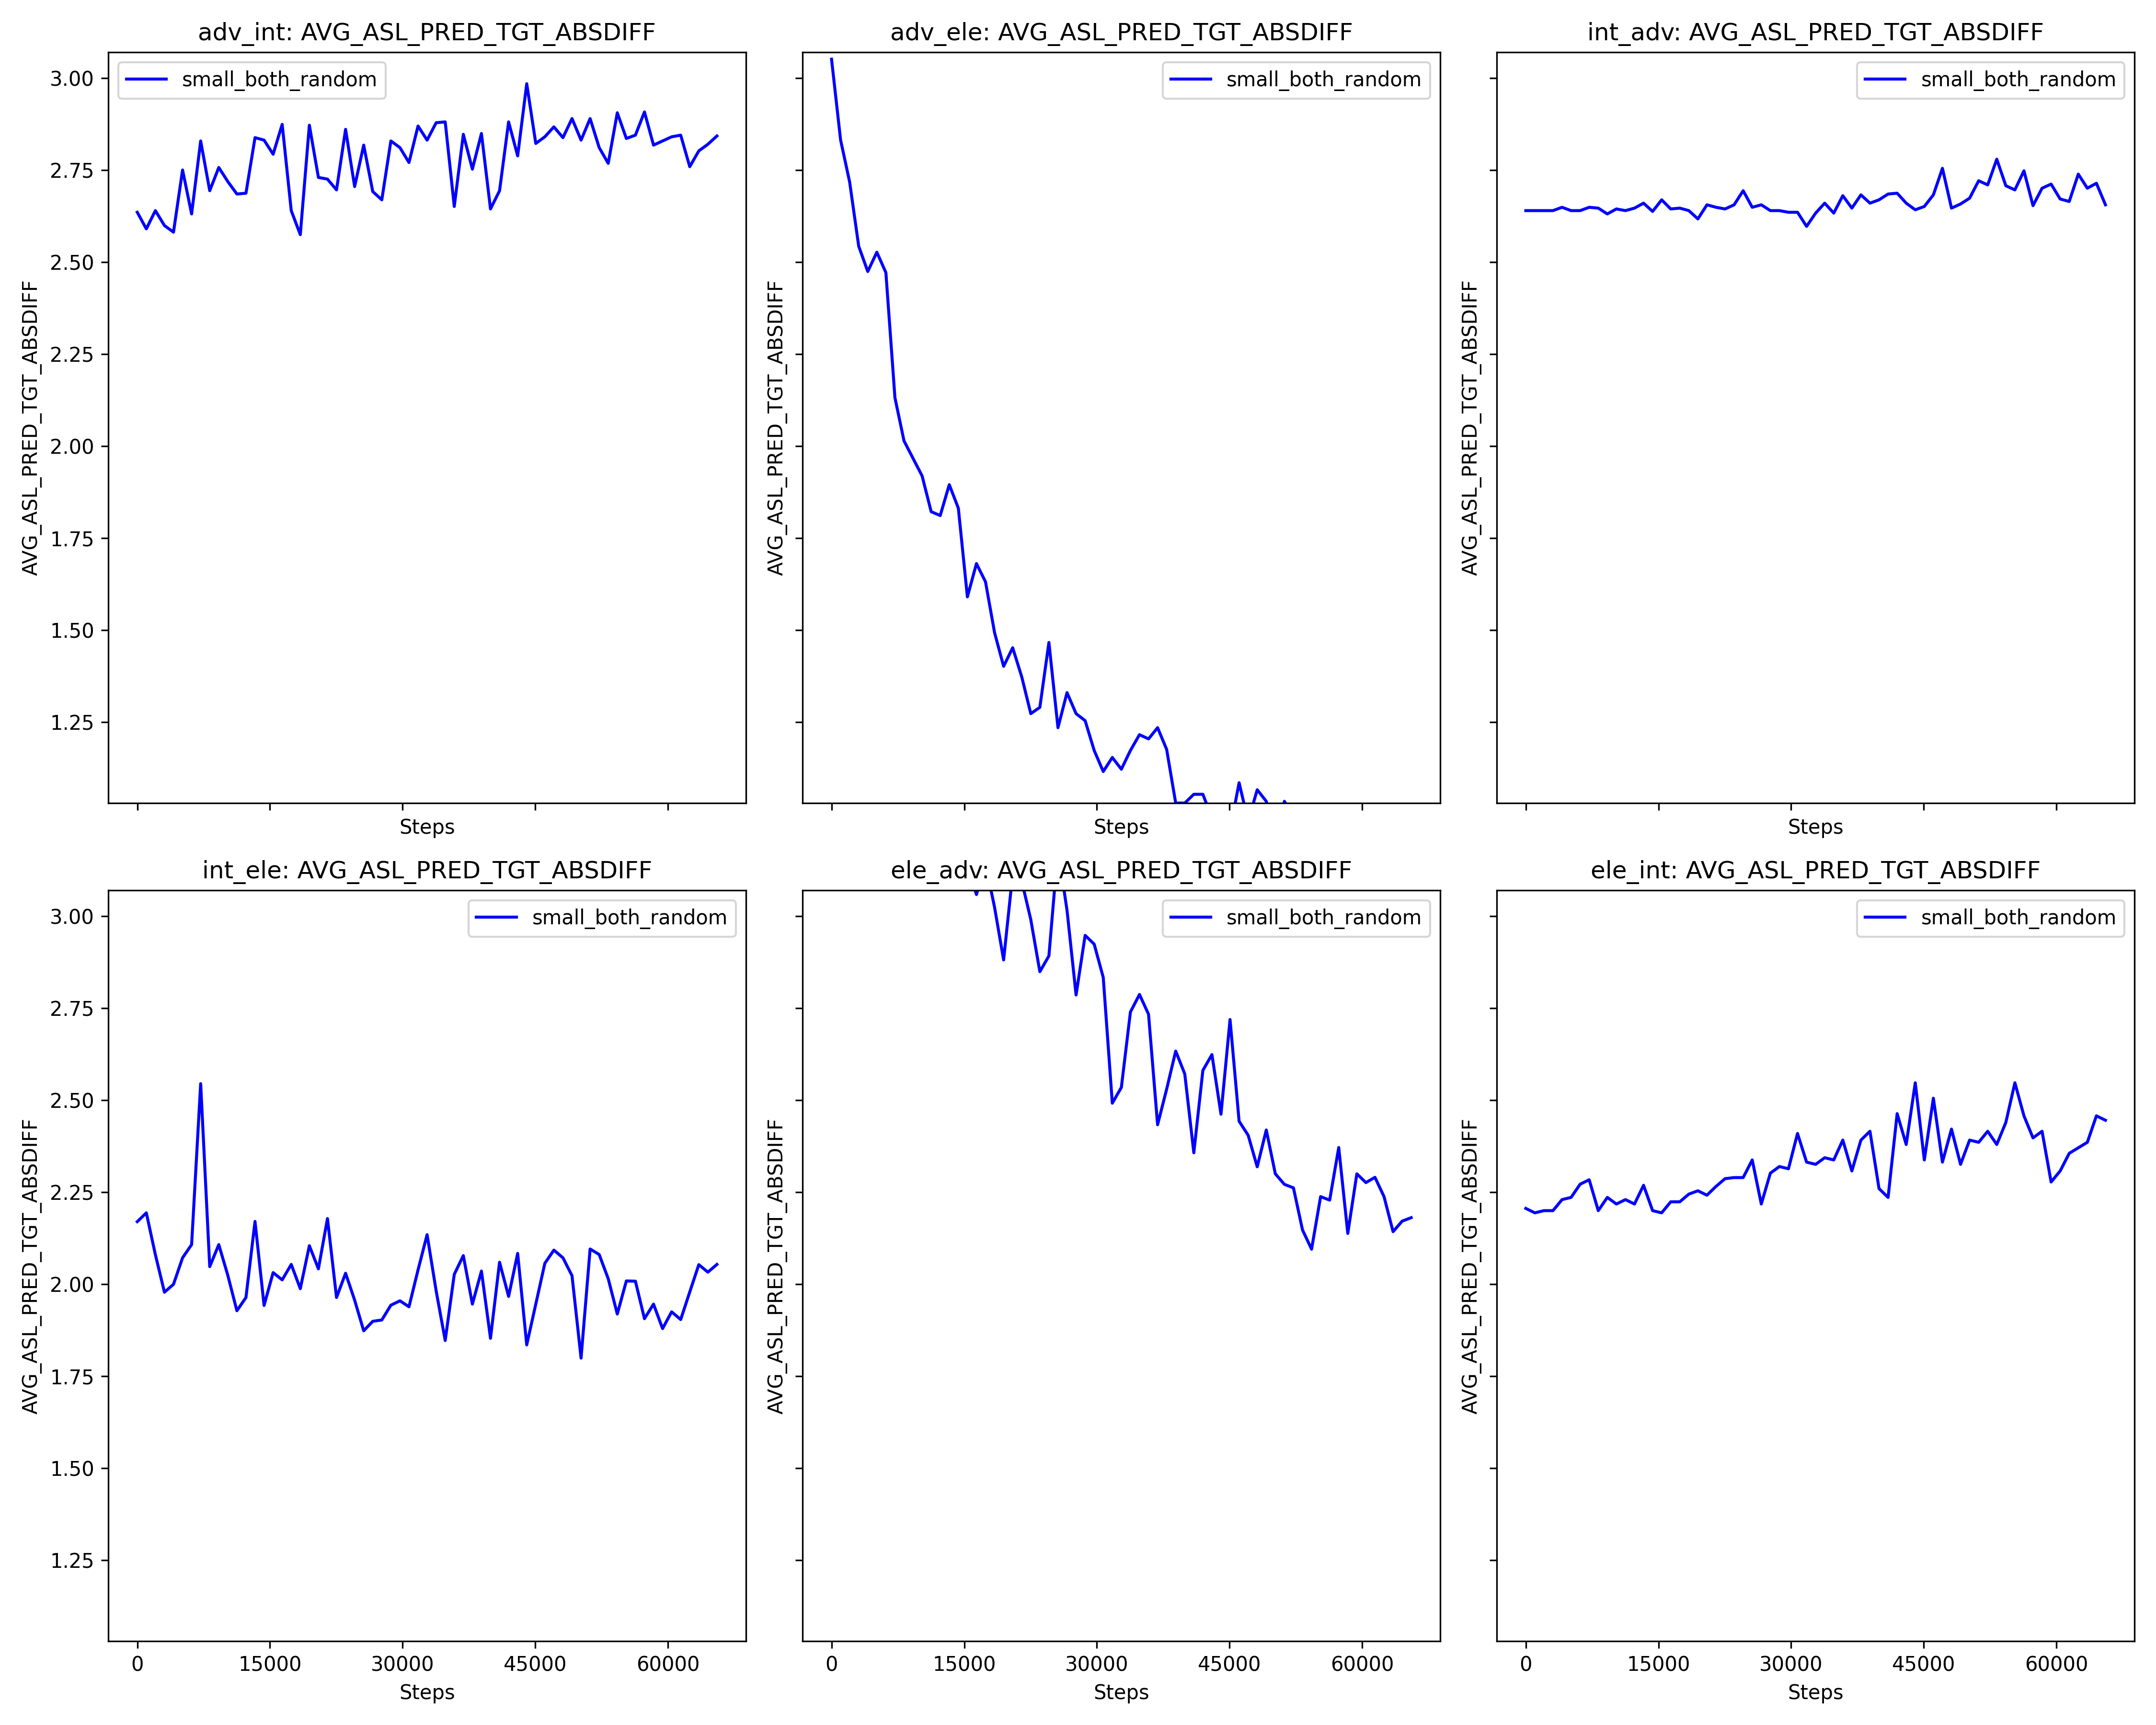 adv_int: AVG_ASL_PRED_TGT_ABSDIFF
adv_ele: AVG_ASL_PRED_TGT_ABSDIFF
int_adv: AVG_ASL_PRED_TGT_ABSDIFF
small_both_random
small_both_random
small_both_random
3.00
2.75
2.50
2.25
2.00
1.75
1.50
1.25
AVG_ASL_PRED_TGT_ABSDIFF
AVG_ASL_PRED_TGT_ABSDIFF
AVG_ASL_PRED_TGT_ABSDIFF
Steps
Steps
Steps
int_ele: AVG_ASL_PRED_TGT_ABSDIFF
ele_adv: AVG_ASL_PRED_TGT_ABSDIFF
ele_int: AVG_ASL_PRED_TGT_ABSDIFF
small_both_random
small_both_random
small_both_random
3.00
2.75
2.50
2.25
2.00
1.75
1.50
1.25
AVG_ASL_PRED_TGT_ABSDIFF
AVG_ASL_PRED_TGT_ABSDIFF
AVG_ASL_PRED_TGT_ABSDIFF
0 15000 30000 45000 60000
0 15000 30000 45000 60000
0 15000 30000 45000 60000
Steps
Steps
Steps